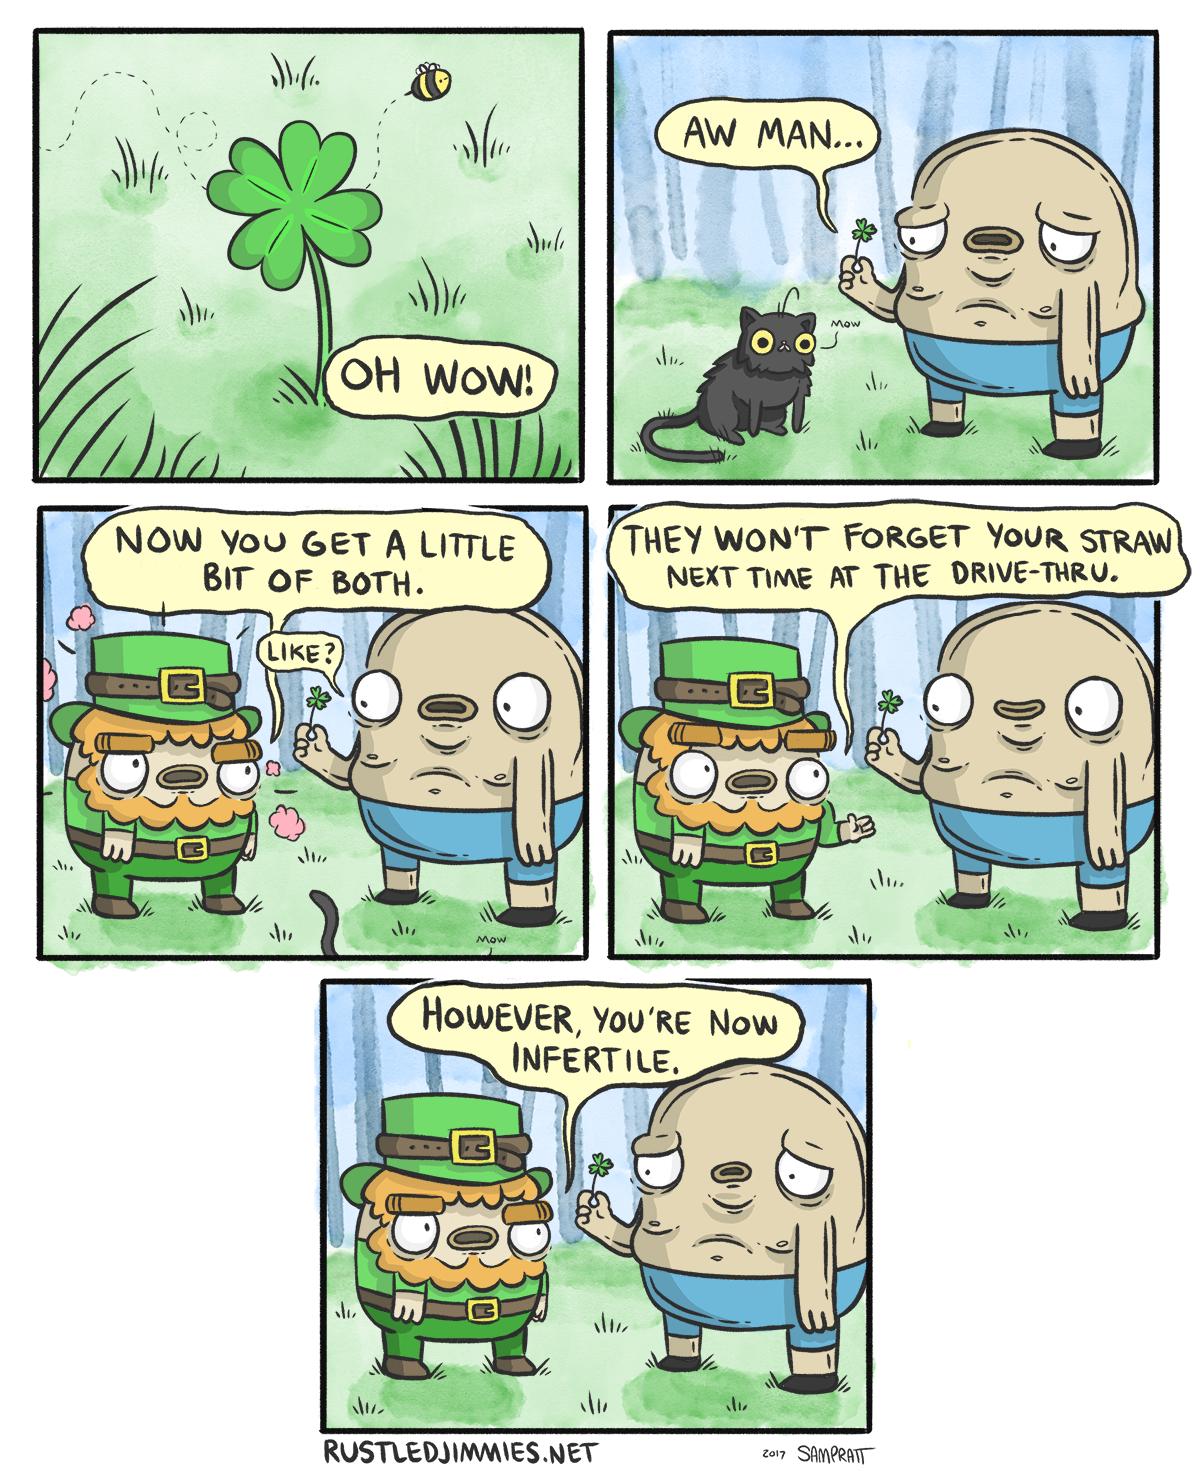 OH WOW!
AW MAN...
MOW
NOW YOU GET A LITTLE
BIT OF BOTH.
LIKE?
MOW
THEY WON'T FORGET YOUR STRAW
NEXT TIME AT THE DRIVE-THRU.
HOWEVER, YOU'RE NOW
INFERTILE.
RUSTLEDJIMMIES.NET
2017 SAMPRATT